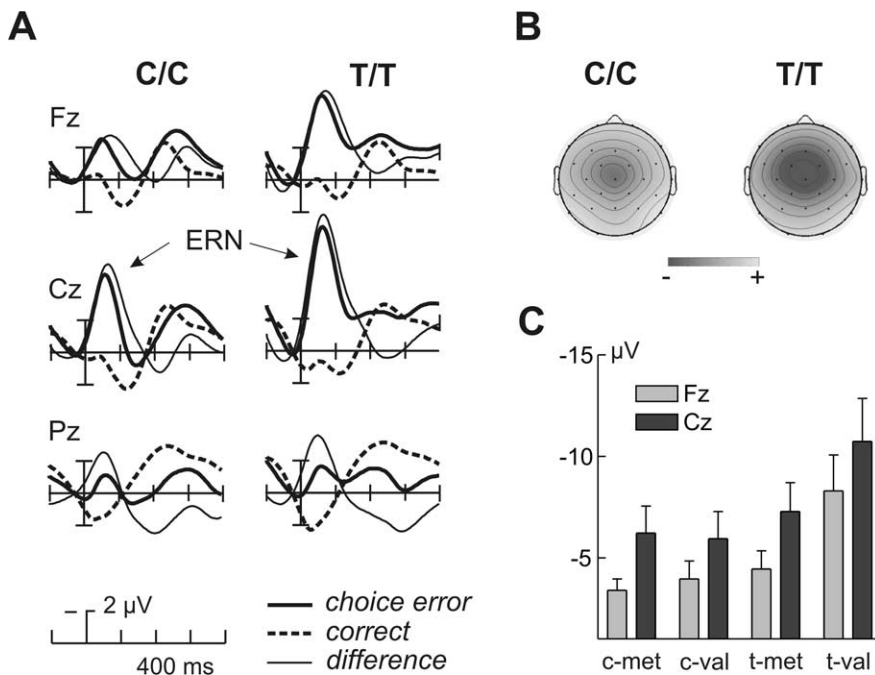 A
C/C
T/T
Fz
ERN
Cz
Pz
– 2 µV
400 ms
choice error
correct
difference
B
C/C
T/T
- +
C
-15 µV
Fz
Cz
-10
-5
c-met c-val t-met t-val